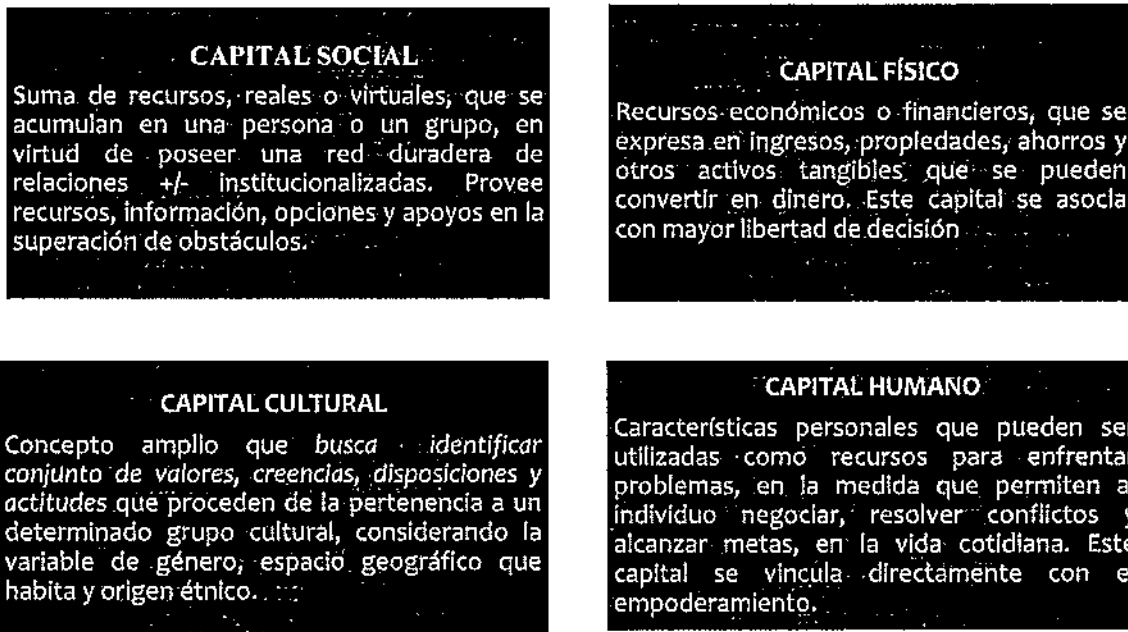 CAPITAL SOCIAL
Suma de recursos, reales o virtuales, que se
acumulan en una persona o un grupo, en
virtud de poseer una red duradera de
relaciones +/- institucionalizadas. Provee
recursos, información, opciones y apoyos en la
superación de obstáculos.
CAPITAL FÍSICO
Recursos económicos o financieros, que se
expresa en ingresos, propiedades, ahorros y
otros activos tangibles que se pueden
convertir en dinero. Este capital se asocia
con mayor libertad de decisión
CAPITAL CULTURAL
Concepto amplio que busca identificar
conjunto de valores, creencias, disposiciones y
actitudes que proceden de la pertenencia a un
determinado grupo cultural, considerando la
variable de género, espacio geográfico que
habita y origen étnico.
CAPITAL HUMANO
Características personales que pueden se
utilizadas como recursos para enfrenta
problemas, en la medida que permiten a
individuo negociar, resolver conflictos y
alcanzar metas, en la vida cotidiana. Este
capital se vincula directamente con e
empoderamiento.